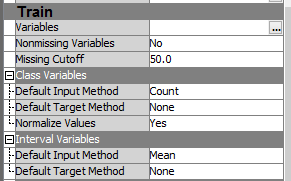 Train
Variables ...
Nonmissing Variables No
Missing Cutoff 50.0
Class Variables
Default Input Method Count
Default Target Method None
Normalize Values Yes
Interval Variables
Default Input Method Mean
Default Target Method None